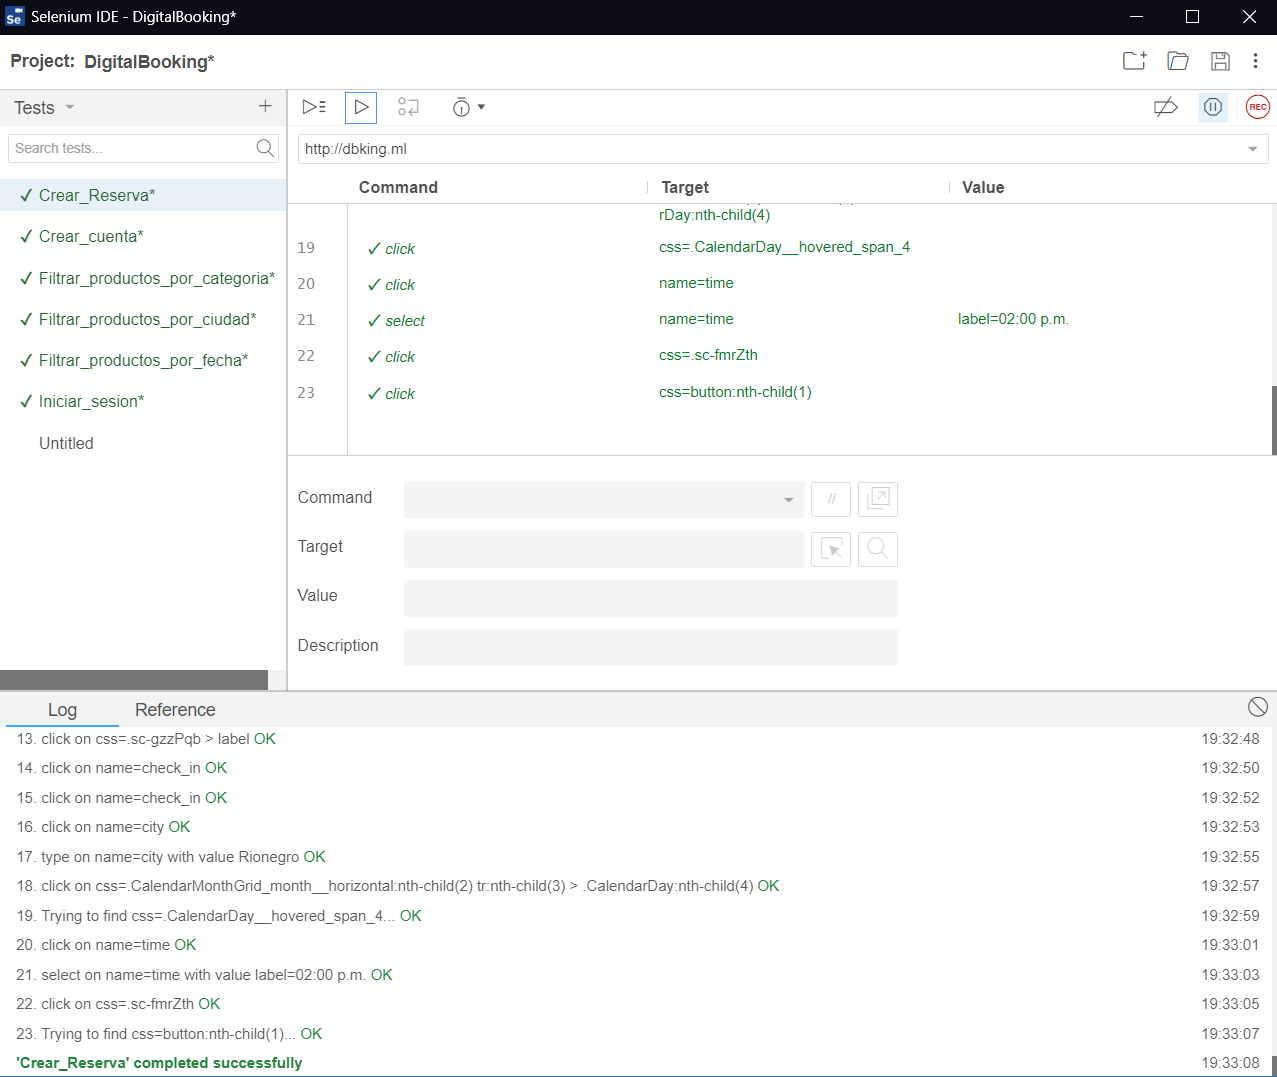 Se Selenium IDE - DigitalBooking*
Project: DigitalBooking*
Tests
Search tests...
✓ Crear_Reserva*
✓ Crear_cuenta*
✓ Filtrar_productos_por_categoria*
✓ Filtrar_productos_por_ciudad*
✓ Filtrar_productos_por_fecha*
✓ Iniciar_sesion*
Untitled
REC
http://dbking.ml
Command Target Value
rDay:nth-child(4)
19 ✓ click css=.CalendarDay__hovered_span_4
20 ✓ click name=time
21 ✓ select name=time label=02:00 p.m.
22 ✓ click css=.sc-fmrZth
23 ✓ click css=button:nth-child(1)
Command //
Target
Value
Description
Log Reference
13. click on css=.sc-gzzPqb > label OK 19:32:48
14. click on name=check_in OK 19:32:50
15. click on name=check_in OK 19:32:52
16. click on name=city OK 19:32:53
17. type on name=city with value Rionegro OK 19:32:55
18. click on css=.CalendarMonthGrid_month__horizontal:nth-child(2) tr:nth-child(3) > .CalendarDay:nth-child(4) OK 19:32:57
19. Trying to find css=.CalendarDay__hovered_span_4... OK 19:32:59
20. click on name=time OK 19:33:01
21. select on name=time with value label=02:00 p.m. OK 19:33:03
22. click on css=.sc-fmrZth OK 19:33:05
23. Trying to find css=button:nth-child(1)... OK 19:33:07
'Crear_Reserva' completed successfully 19:33:08